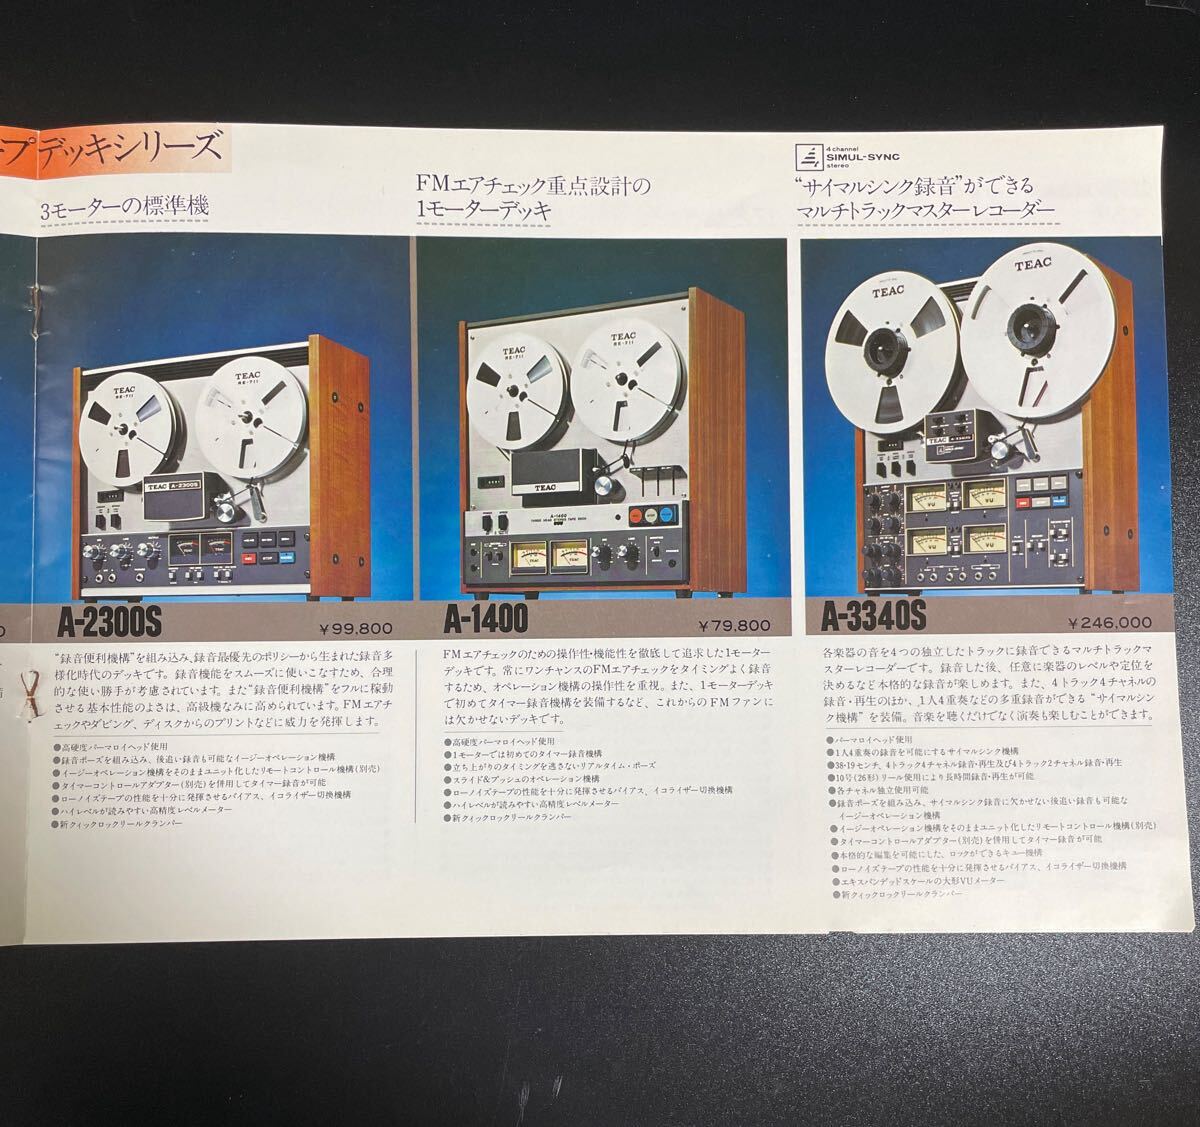 ープデッキシリーズ
3モーターの標準機
TEAC
RE-711
TEAC
RE-711
TEAC A-2300S
A-2300S
¥99,800
“録音便利機構”を組み込み、録音最優先のポリシーから生まれた録音多
様化時代のデッキです。録音機能をスムーズに使いこなすため、合理
的な使い勝手が考慮されています。また“録音便利機構”をフルに稼動
させる基本性能のよさは、高級機なみに高められています。FMエアチ
ェックやダビング、ディスクからのプリントなどに威力を発揮します。
●高硬度パーマロイヘッド使用
●録音ポーズを組み込み、後追い録音も可能なイージーオペレーション機構
●イージーオペレーション機構をそのままユニット化したリモートコントロール機構(別売)
●タイマーコントロールアダプター(別売)を併用してタイマー録音が可能
●ローノイズテープの性能を十分に発揮させるバイアス、イコライザー切換機構
●ハイレベルが読みやすい高精度レベルメーター
●新クィックロックリールクランパー
FMエアチェック重点設計の
1モーターデッキ
TEAC
RE-711
TEAC
RE-711
TEAC
A-1400
A-1400
¥79,800
FMエアチェックのための操作性・機能性を徹底して追求した1モーター
デッキです。常にワンチャンスのFMエアチェックをタイミングよく録音
するため、オペレーション機構の操作性を重視。また、1モーターデッキ
で初めてタイマー録音機構を装備するなど、これからのFMファンに
は欠かせないデッキです。
●高硬度パーマロイヘッド使用
●1モーターでは初めてのタイマー録音機構
●立ち上がりのタイミングを逃さないリアルタイム・ポーズ
●スライド&プッシュのオペレーション機構
●ローノイズテープの性能を十分に発揮させるバイアス、イコライザー切換機構
●ハイレベルが読みやすい高精度レベルメーター
●新クィックロックリールクランパー
4 channel
SIMUL-SYNC
stereo
“サイマルシンク録音”ができる
マルチトラックマスターレコーダー
TEAC
TEAC
TEAC A-3340S
VU
VU
VU
VU
A-3340S
¥246,000
各楽器の音を4つの独立したトラックに録音できるマルチトラックマ
スターレコーダーです。録音した後、任意に楽器のレベルや定位を
決めるなど本格的な録音が楽しめます。また、4トラック4チャネルの
録音・再生のほか、1人4重奏などの多重録音ができる“サイマルシン
ク機構”を装備。音楽を聴くだけでなく演奏も楽しむことができます。
●パーマロイヘッド使用
●1人4重奏の録音を可能にするサイマルシンク機構
●38・19センチ、4トラック4チャネル録音・再生及び4トラック2チャネル録音・再生
●10号(26形)リール使用により長時間録音・再生が可能
●各チャネル独立使用可能
●録音ポーズを組み込み、サイマルシンク録音に欠かせない後追い録音も可能な
イージーオペレーション機構
●イージーオペレーション機構をそのままユニット化したリモートコントロール機構(別売)
●タイマーコントロールアダプター(別売)を併用してタイマー録音が可能
●本格的な編集を可能にした、ロックができるキュー機構
●ローノイズテープの性能を十分に発揮させるバイアス、イコライザー切換機構
●エキスパンデッドスケールの大形VUメーター
●新クィックロックリールクランパー